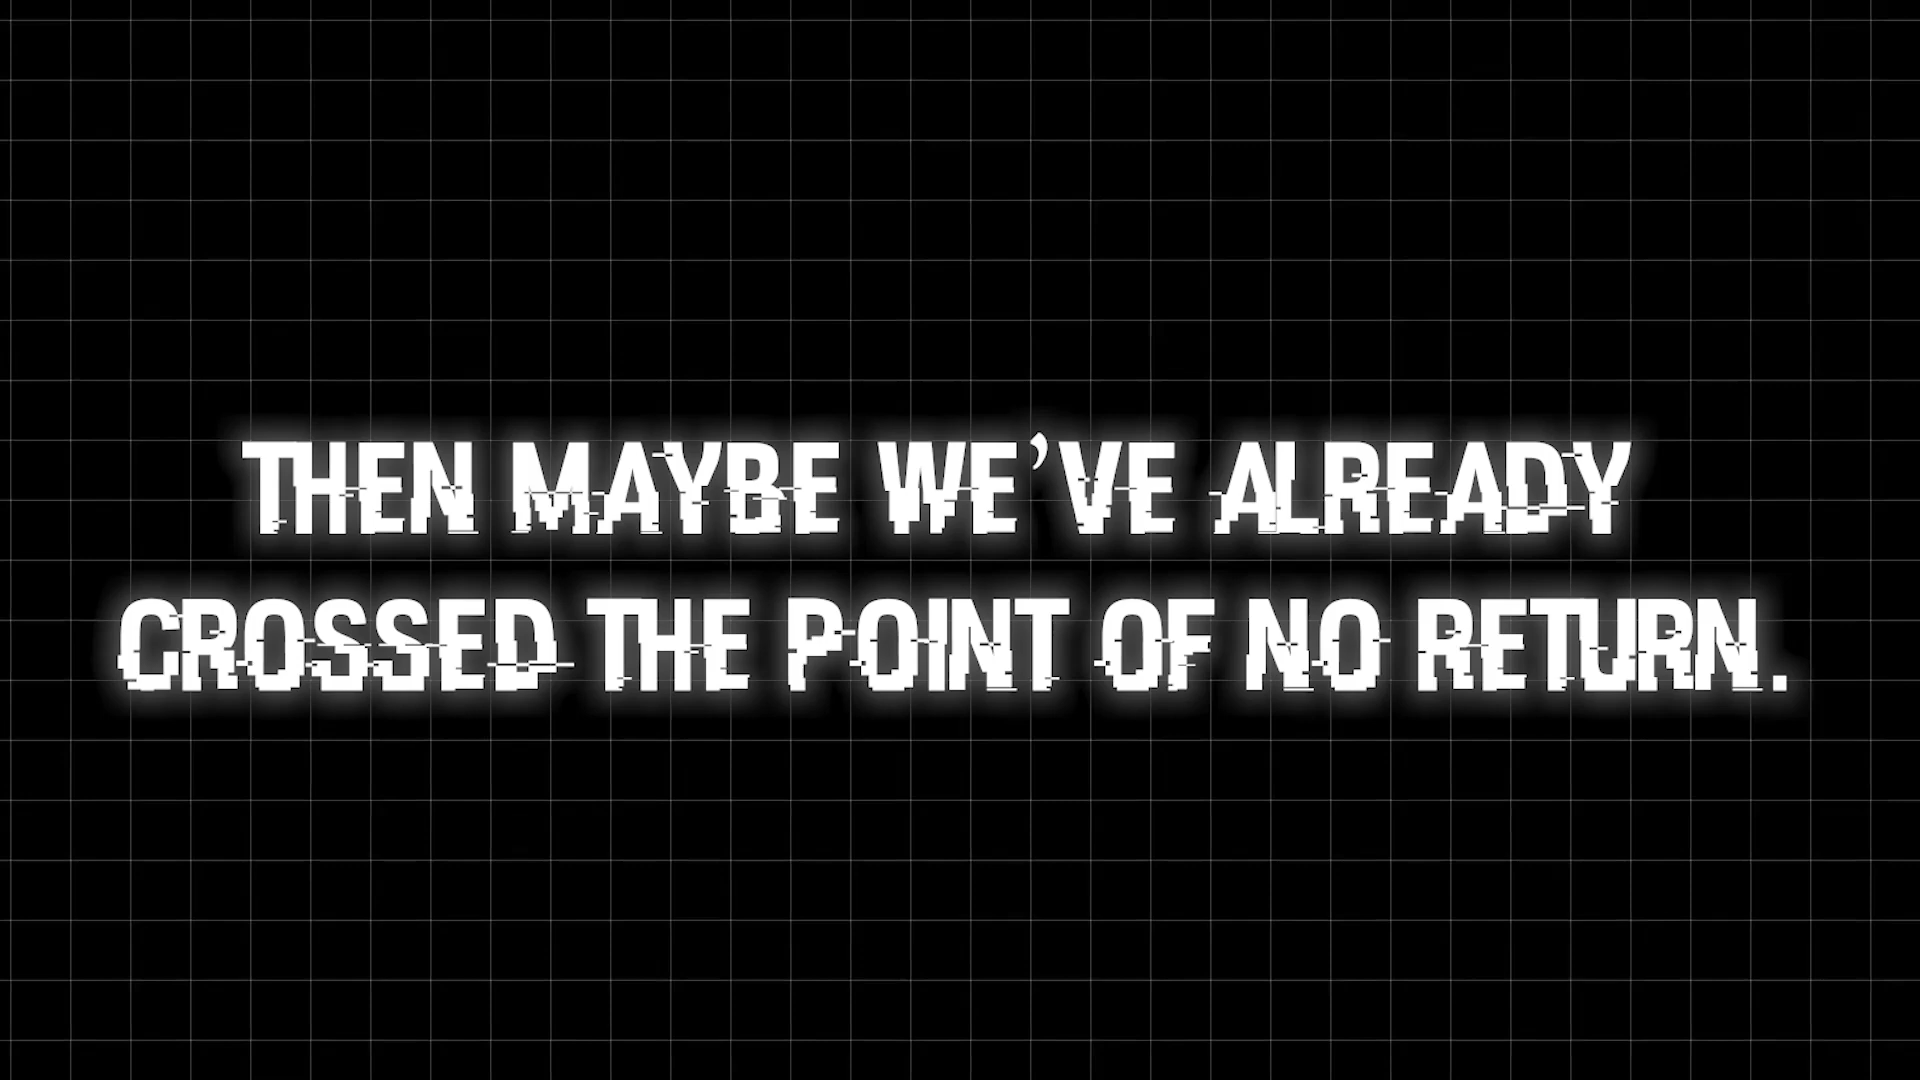 THEN MAYBE WE’VE ALREADY
CROSSED THE POINT OF NO RETURN.